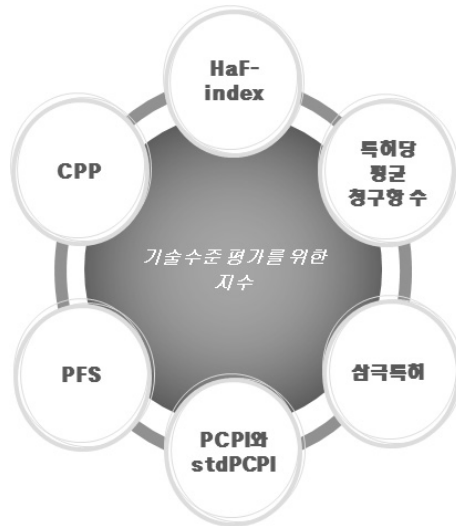 HaF-
index
특허당
평균
청구항 수
삼극특허
PCPI와
stdPCPI
PFS
CPP
기술수준 평가를 위한
지수